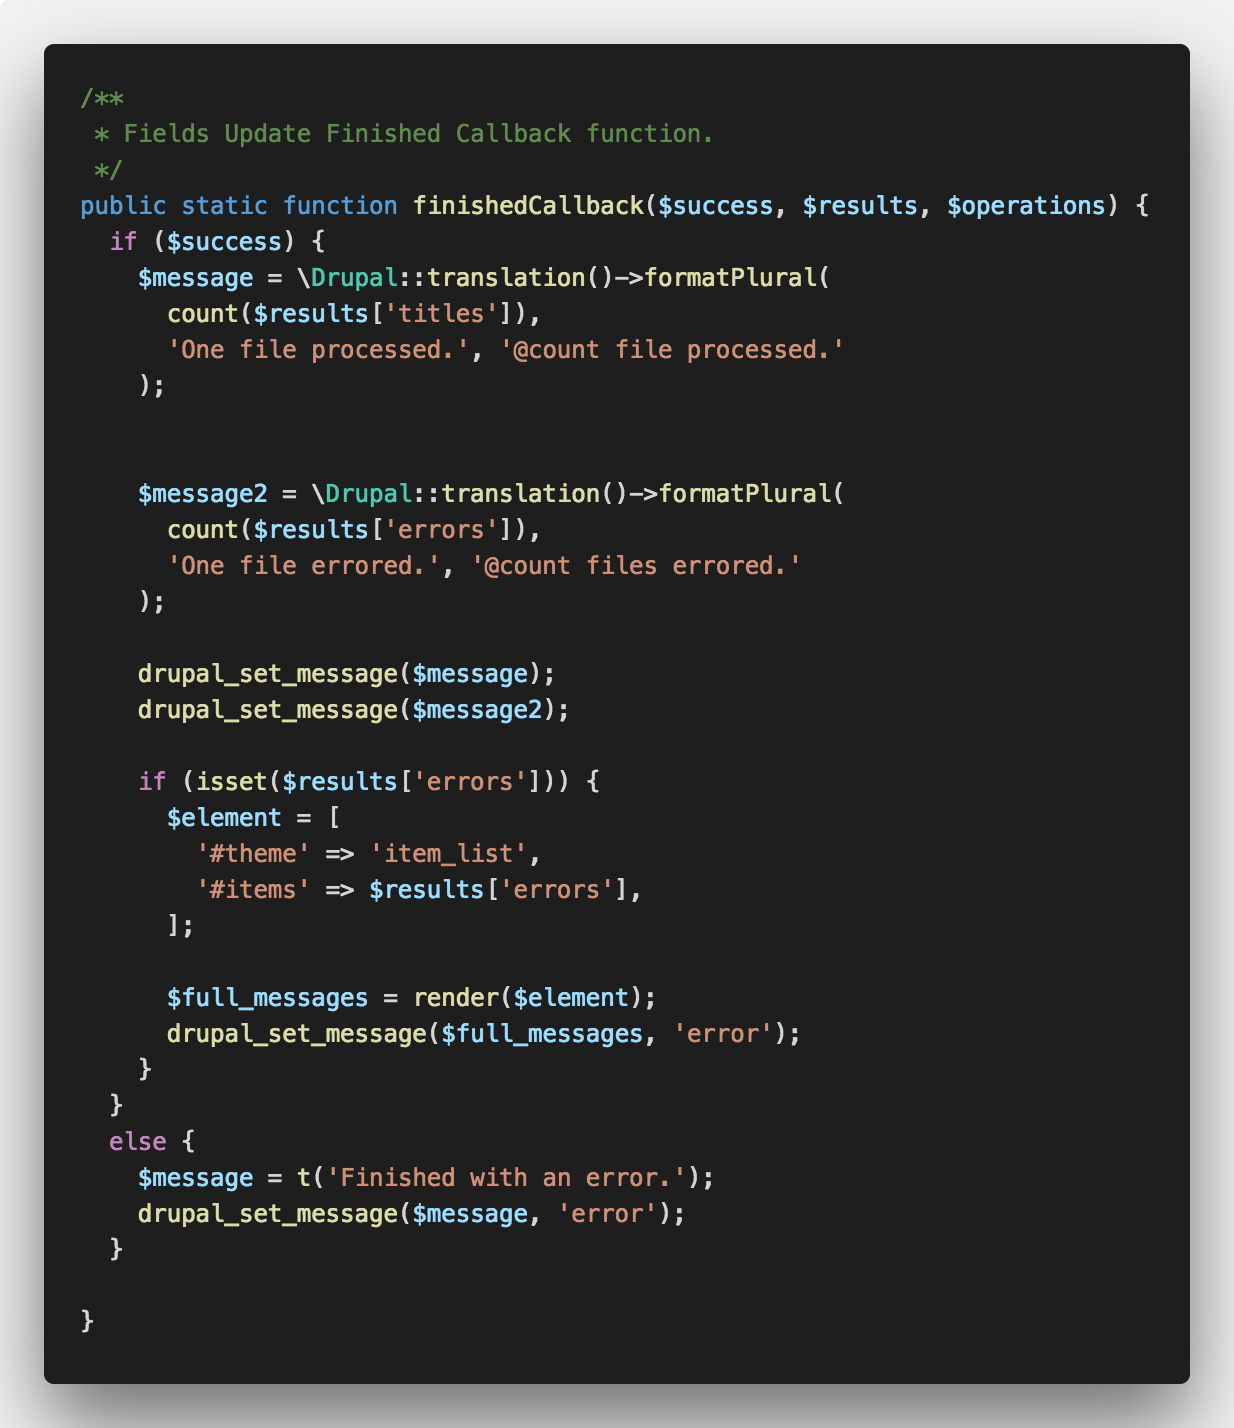 /**
 * Fields Update Finished Callback function.
 */
public static function finishedCallback($success, $results, $operations) {
  if ($success) {
    $message = \Drupal::translation()->formatPlural(
      count($results['titles']),
      'One file processed.', '@count file processed.'
    );
    $message2 = \Drupal::translation()->formatPlural(
      count($results['errors']),
      'One file errored.', '@count files errored.'
    );
    drupal_set_message($message);
    drupal_set_message($message2);
    if (isset($results['errors'])) {
      $element = [
        '#theme' => 'item_list',
        '#items' => $results['errors'],
      ];
      $full_messages = render($element);
      drupal_set_message($full_messages, 'error');
    }
  }
  else {
    $message = t('Finished with an error.');
    drupal_set_message($message, 'error');
  }
}